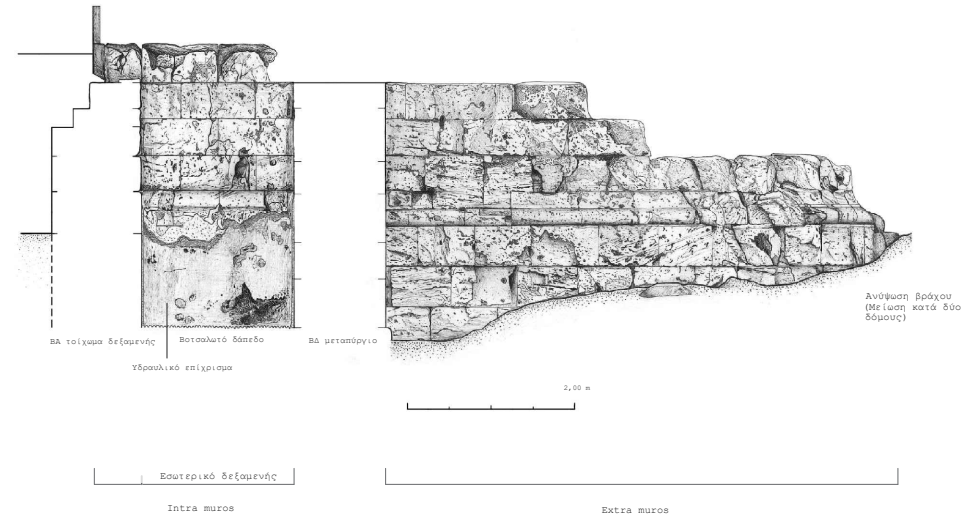 Ανύψωση βράχου
(Μείωση κατά δύο
δόμους)
ΒΑ τοίχωμα δεξαμενής
Βοτσαλωτό δάπεδο
ΒΔ μεταπύργιο
Υδραυλικό επίχρισμα
2,00 m
Εσωτερικό δεξαμενής
Intra muros
Extra muros